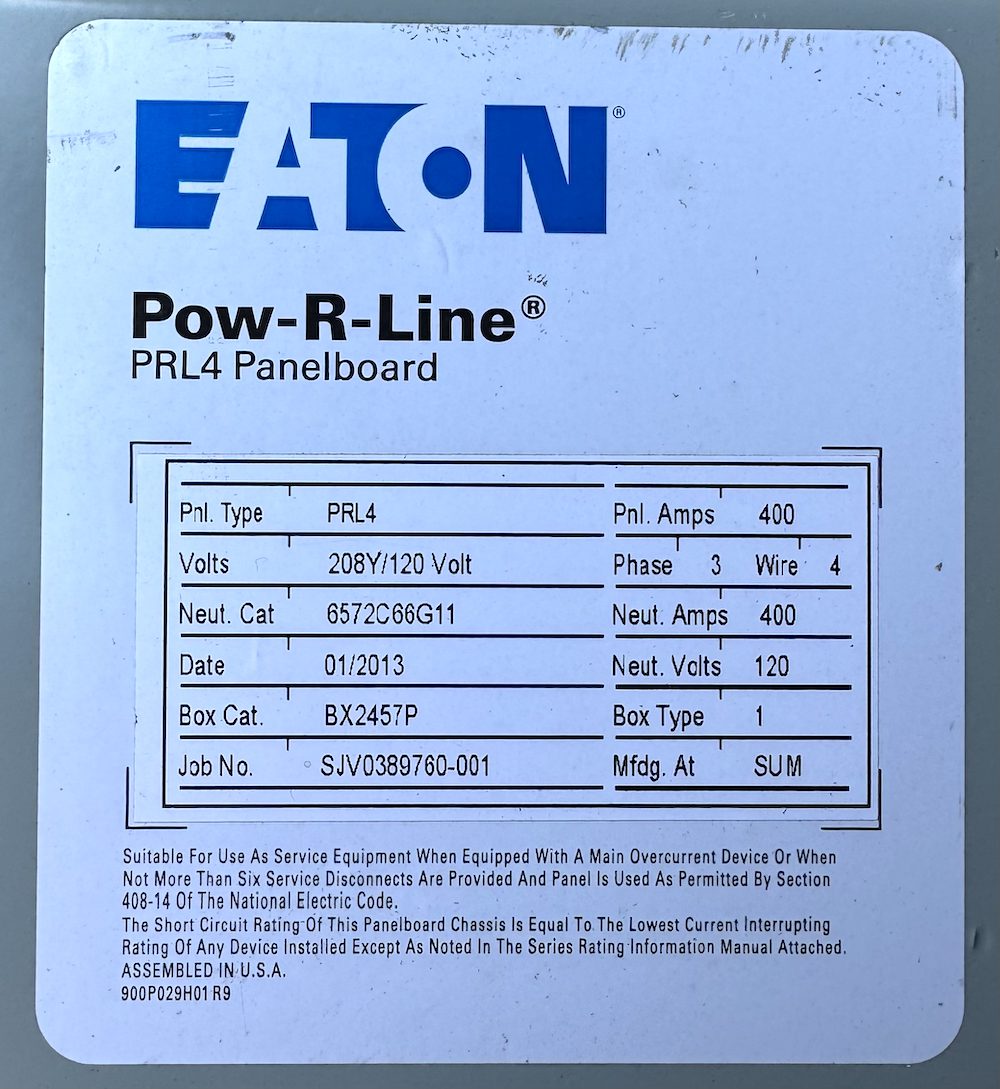 EATON®
Pow-R-Line®
PRL4 Panelboard
Pnl. Type PRL4 Pnl. Amps 400
Volts 208Y/120 Volt Phase 3 Wire 4
Neut. Cat 6572C66G11 Neut. Amps 400
Date 01/2013 Neut. Volts 120
Box Cat. BX2457P Box Type 1
Job No. SJV0389760-001 Mfdg. At SUM
Suitable For Use As Service Equipment When Equipped With A Main Overcurrent Device Or When
Not More Than Six Service Disconnects Are Provided And Panel Is Used As Permitted By Section
408-14 Of The National Electric Code.
The Short Circuit Rating Of This Panelboard Chassis Is Equal To The Lowest Current Interrupting
Rating Of Any Device Installed Except As Noted In The Series Rating Information Manual Attached.
ASSEMBLED IN U.S.A.
900P029H01 R9